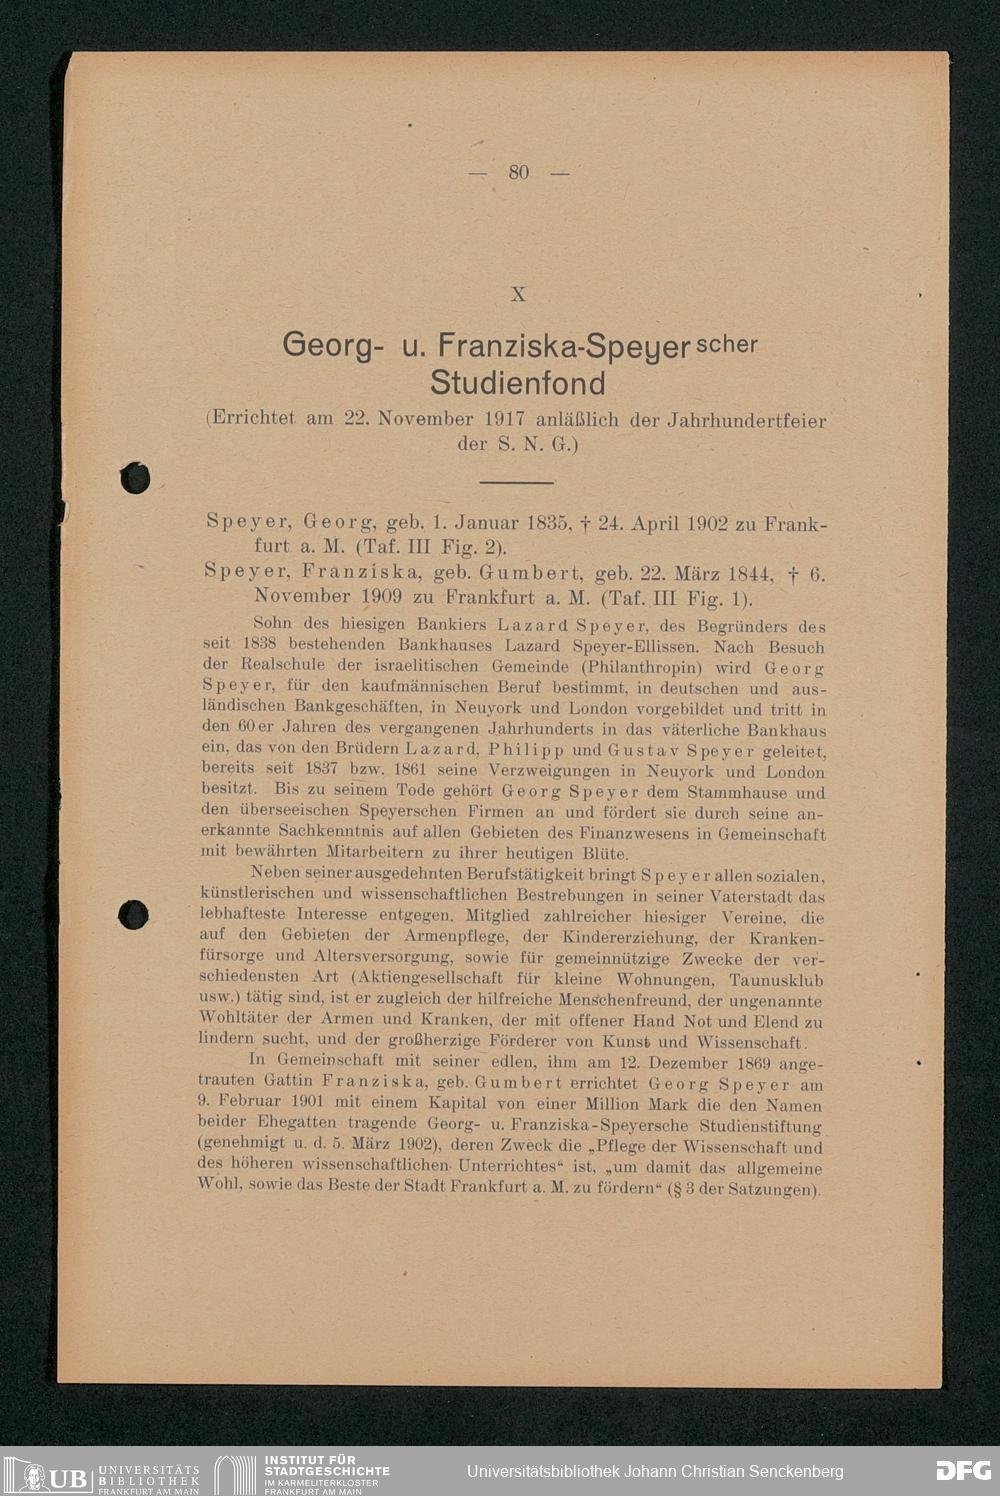 — 80 —
X
Georg- u. Franziska-Speyerscher
Studienfond
(Errichtet am 22. November 1917 anläßlich der Jahrhundertfeier
der S. N. G.)
Speyer, Georg, geb. 1. Januar 1835, † 24. April 1902 zu Frank-
furt a. M. (Taf. III Fig. 2).
Speyer, Franziska, geb. Gumbert, geb. 22. März 1844, † 6.
November 1909 zu Frankfurt a. M. (Taf. III Fig. 1).
Sohn des hiesigen Bankiers Lazard Speyer, des Begründers des
seit 1838 bestehenden Bankhauses Lazard Speyer-Ellissen. Nach Besuch
der Realschule der israelitischen Gemeinde (Philanthropin) wird Georg
Speyer, für den kaufmännischen Beruf bestimmt, in deutschen und aus-
ländischen Bankgeschäften, in Neuyork und London vorgebildet und tritt in
den 60er Jahren des vergangenen Jahrhunderts in das väterliche Bankhaus
ein, das von den Brüdern Lazard, Philipp und Gustav Speyer geleitet,
bereits seit 1837 bzw. 1861 seine Verzweigungen in Neuyork und London
besitzt. Bis zu seinem Tode gehört Georg Speyer dem Stammhause und
den überseeischen Speyerschen Firmen an und fördert sie durch seine an-
erkannte Sachkenntnis auf allen Gebieten des Finanzwesens in Gemeinschaft
mit bewährten Mitarbeitern zu ihrer heutigen Blüte.
Neben seiner ausgedehnten Berufstätigkeit bringt Speyer allen sozialen,
künstlerischen und wissenschaftlichen Bestrebungen in seiner Vaterstadt das
lebhafteste Interesse entgegen. Mitglied zahlreicher hiesiger Vereine, die
auf den Gebieten der Armenpflege, der Kindererziehung, der Kranken-
fürsorge und Altersversorgung, sowie für gemeinnützige Zwecke der ver-
schiedensten Art (Aktiengesellschaft für kleine Wohnungen, Taunusklub
usw.) tätig sind, ist er zugleich der hilfreiche Menschenfreund, der ungenannte
Wohltäter der Armen und Kranken, der mit offener Hand Not und Elend zu
lindern sucht, und der großherzige Förderer von Kunst und Wissenschaft.
In Gemeinschaft mit seiner edlen, ihm am 12. Dezember 1869 ange-
trauten Gattin Franziska, geb. Gumbert errichtet Georg Speyer am
9. Februar 1901 mit einem Kapital von einer Million Mark die den Namen
beider Ehegatten tragende Georg- u. Franziska-Speyersche Studienstiftung
(genehmigt u. d. 5. März 1902), deren Zweck die „Pflege der Wissenschaft und
des höheren wissenschaftlichen Unterrichtes“ ist, „um damit das allgemeine
Wohl, sowie das Beste der Stadt Frankfurt a. M. zu fördern“ (§ 3 der Satzungen).
UB UNIVERSITÄTS
BIBLIOTHEK
FRANKFURT AM MAIN
INSTITUT FÜR
STADTGESCHICHTE
IM KARMELITERKLOSTER
FRANKFURT AM MAIN
Universitätsbibliothek Johann Christian Senckenberg
DFG